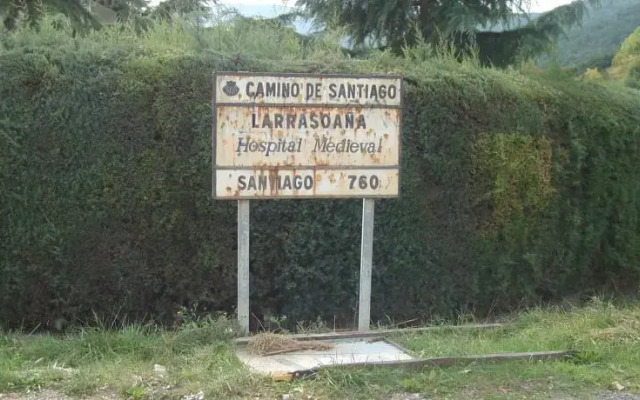 CAMINO DE SANTIAGO
LARRASOAÑA
Hospital Medieval
SANTIAGO 760